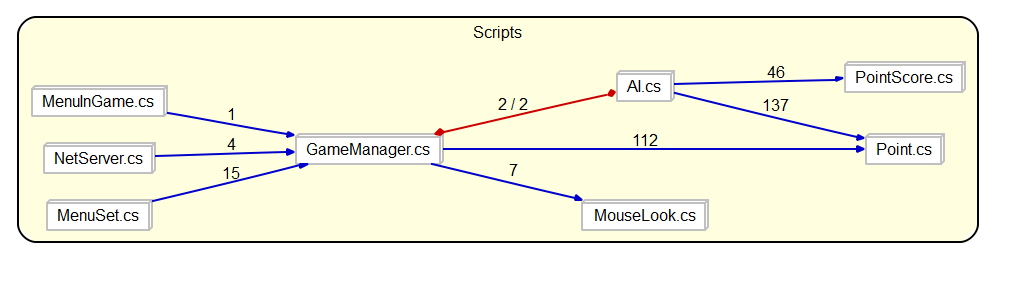 Scripts
MenuInGame.cs
NetServer.cs
MenuSet.cs
1
4
15
GameManager.cs
2 / 2
112
7
AI.cs
MouseLook.cs
46
137
PointScore.cs
Point.cs